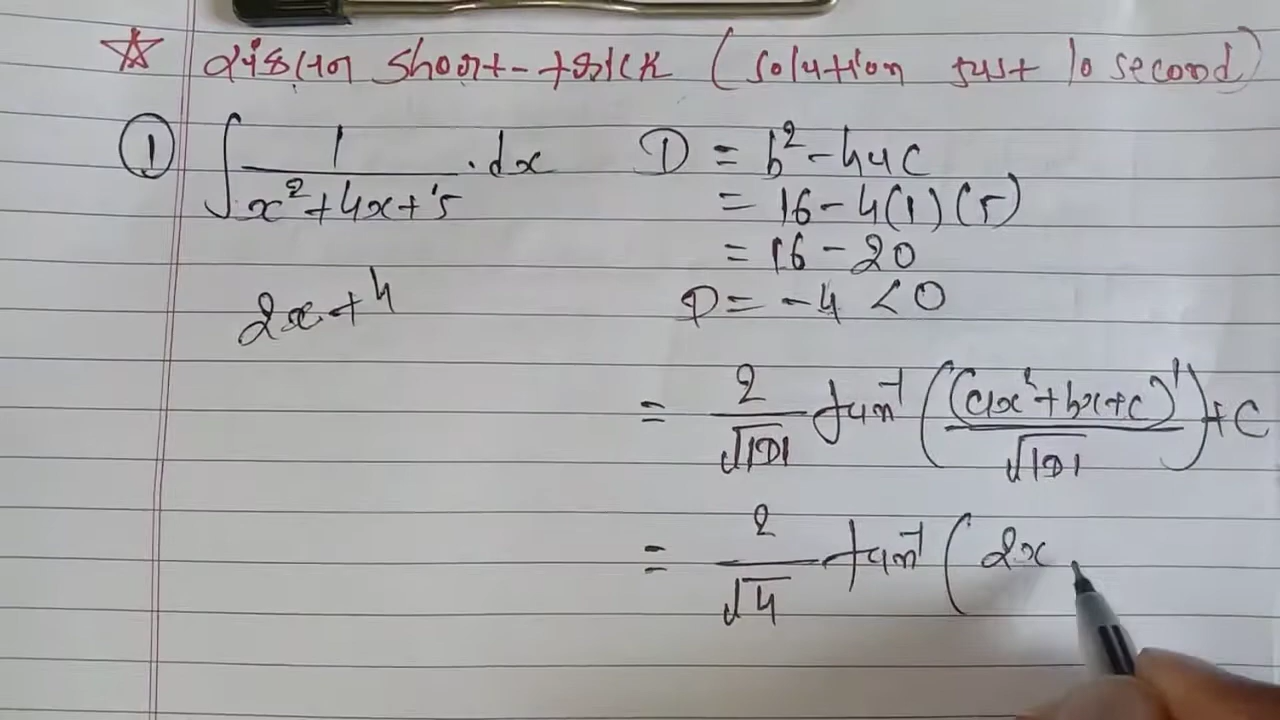 ☆ સંકલન short-trick (solution just 10 second)
① ∫ 1/(x²+4x+5) .dx
D = b²-4ac
= 16-4(1)(5)
= 16-20
D = -4 < 0
2x+4
= 2/√|D| tan⁻¹ ((ax²+bx+c)'/√|D|)+C
= 2/√4 tan⁻¹ (2x